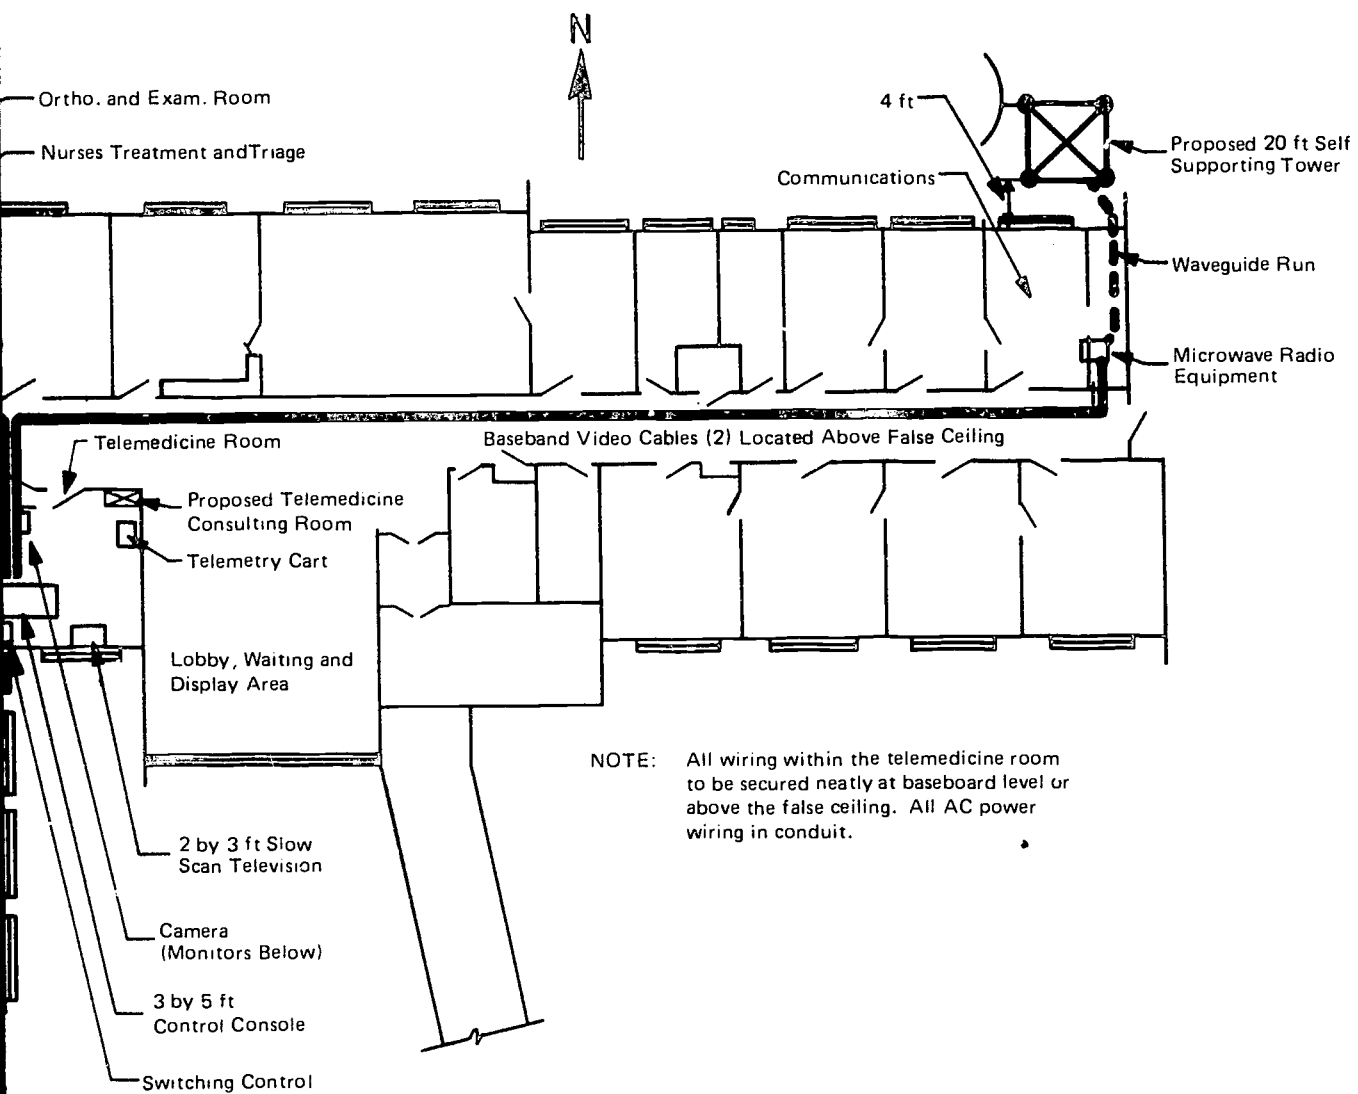 N
Ortho. and Exam. Room
Nurses Treatment and Triage
4 ft
Proposed 20 ft Self
Supporting Tower
Communications
Waveguide Run
Microwave Radio
Equipment
Telemedicine Room
Baseband Video Cables (2) Located Above False Ceiling
Proposed Telemedicine
Consulting Room
Telemetry Cart
Lobby, Waiting and
Display Area
NOTE: All wiring within the telemedicine room
to be secured neatly at baseboard level or
above the false ceiling. All AC power
wiring in conduit.
2 by 3 ft Slow
Scan Television
Camera
(Monitors Below)
3 by 5 ft
Control Console
Switching Control